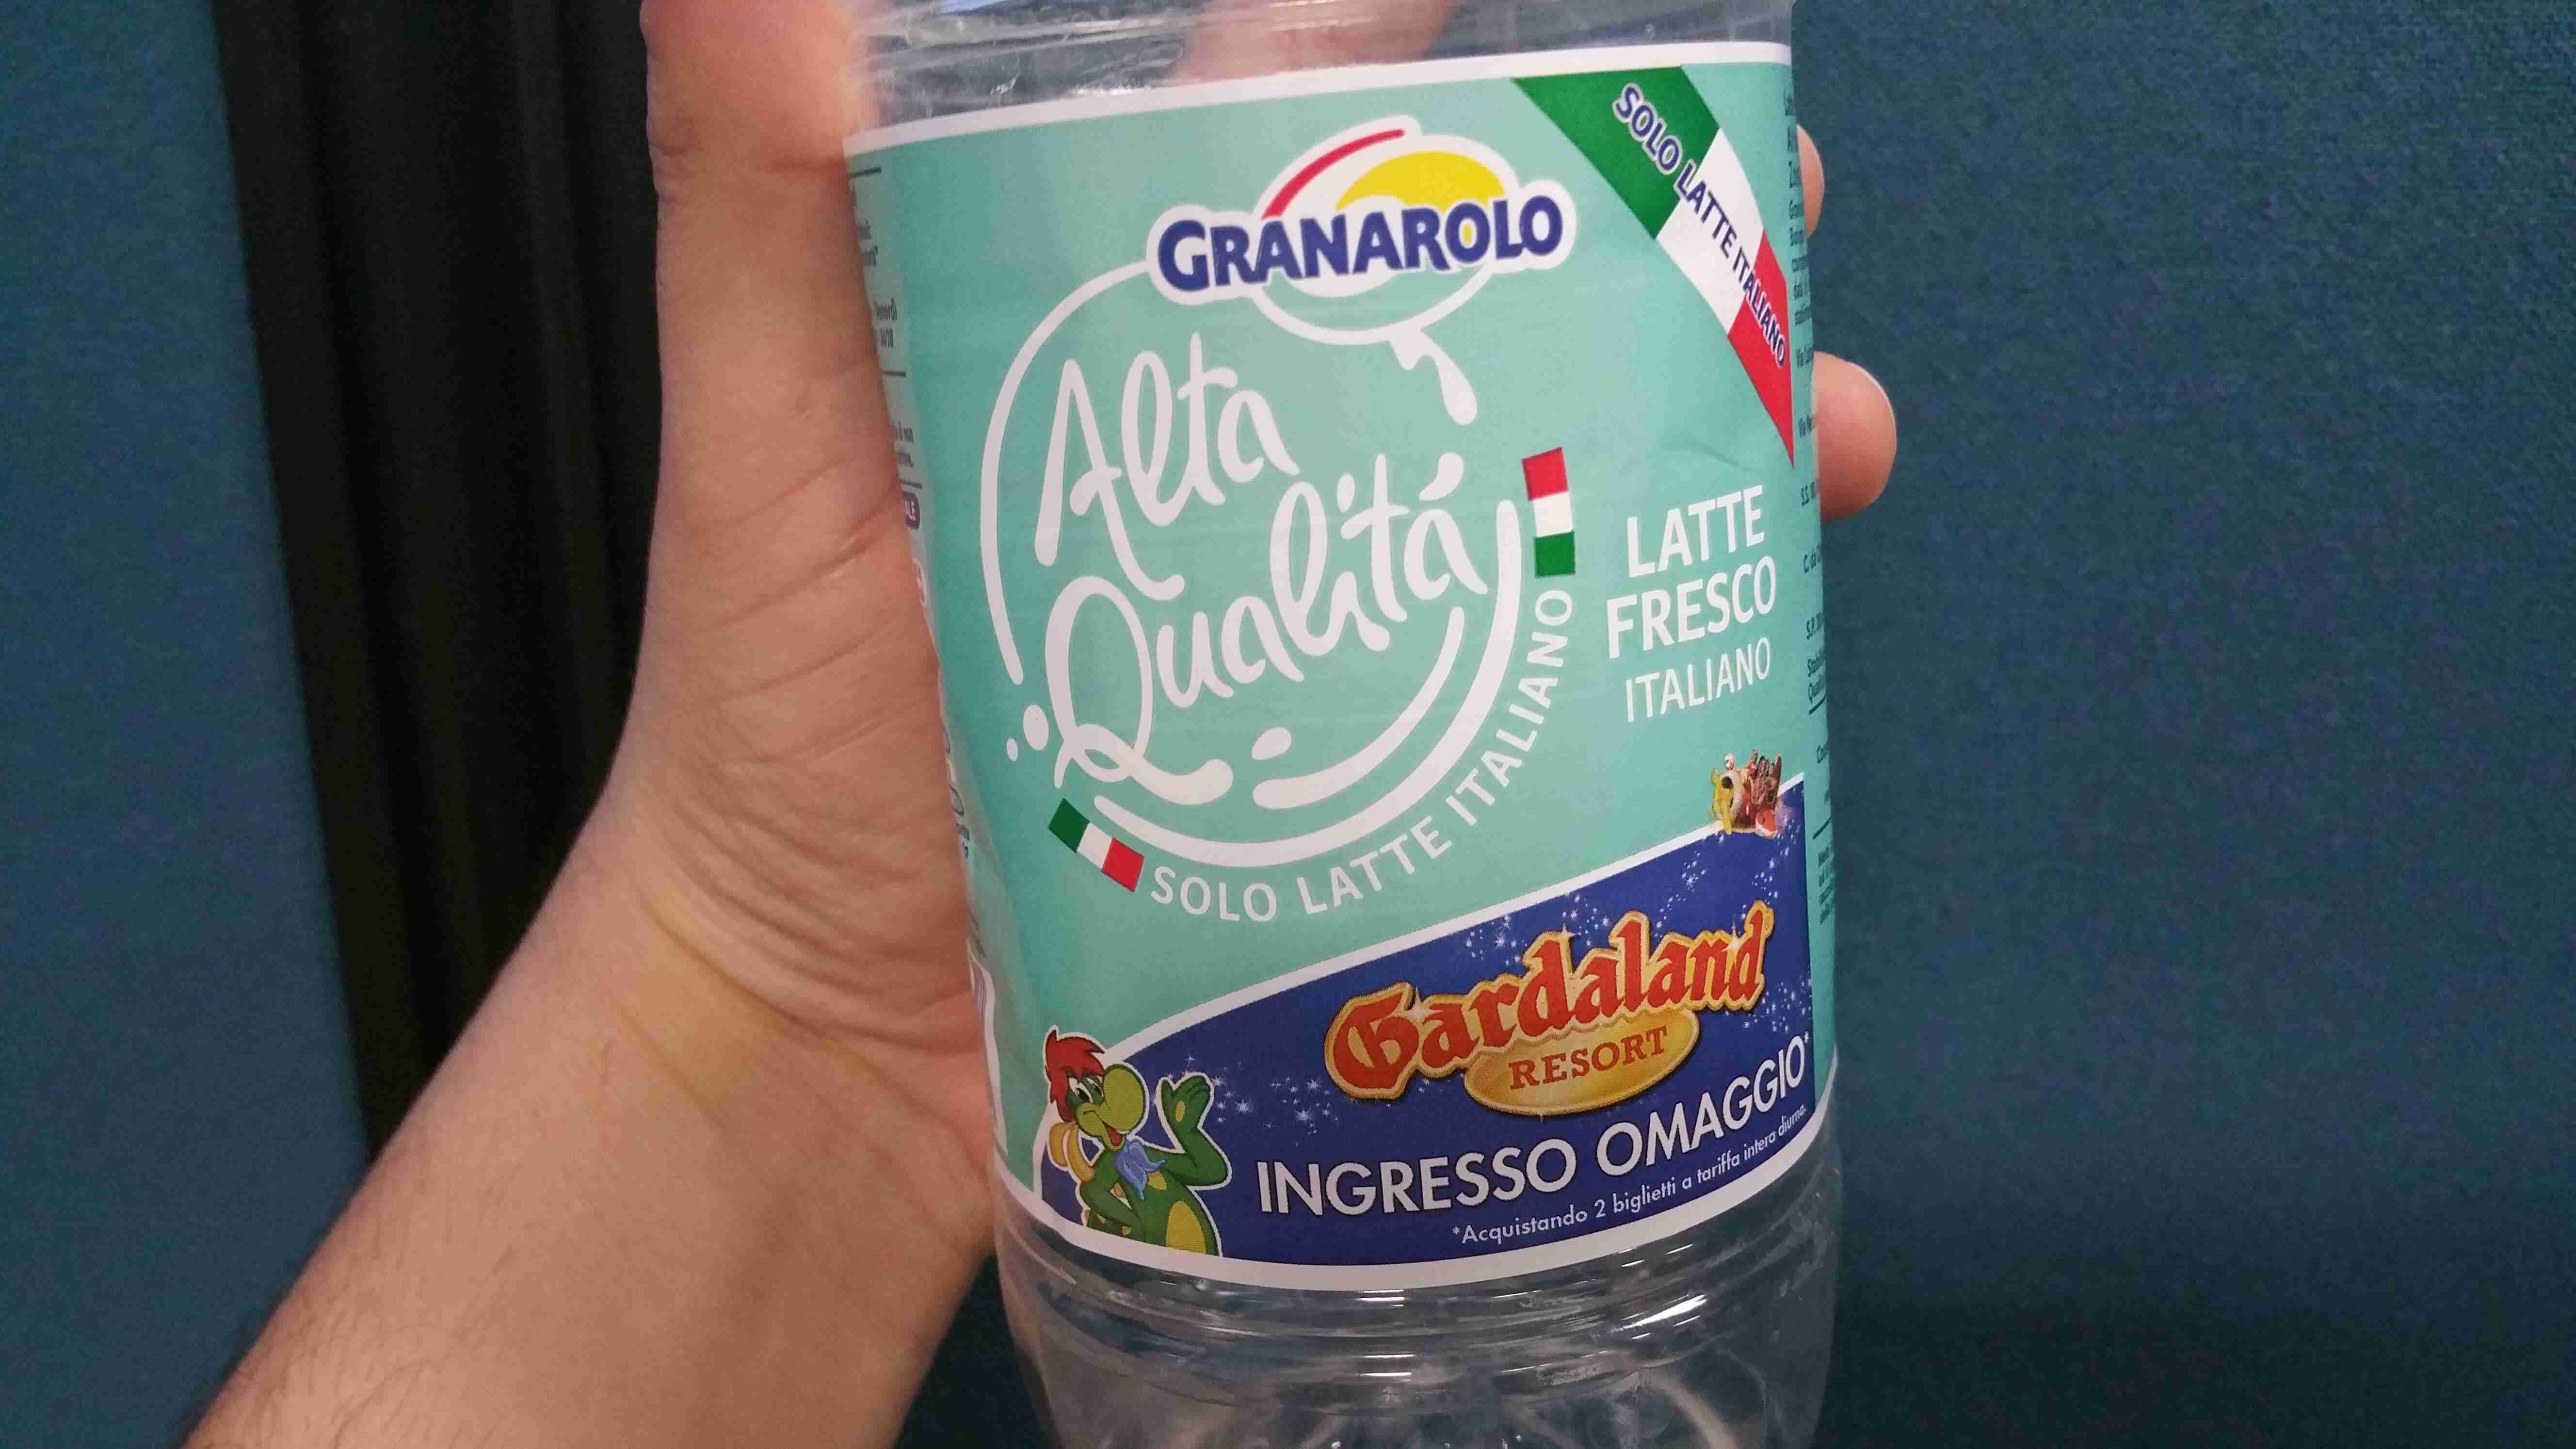 GRANAROLO
SOLO LATTE ITALIANO
Alta
Qualitá
SOLO LATTE ITALIANO
LATTE
FRESCO
ITALIANO
Gardaland
RESORT
INGRESSO OMAGGIO*
*Acquistando 2 biglietti a tariffa intera diurna.